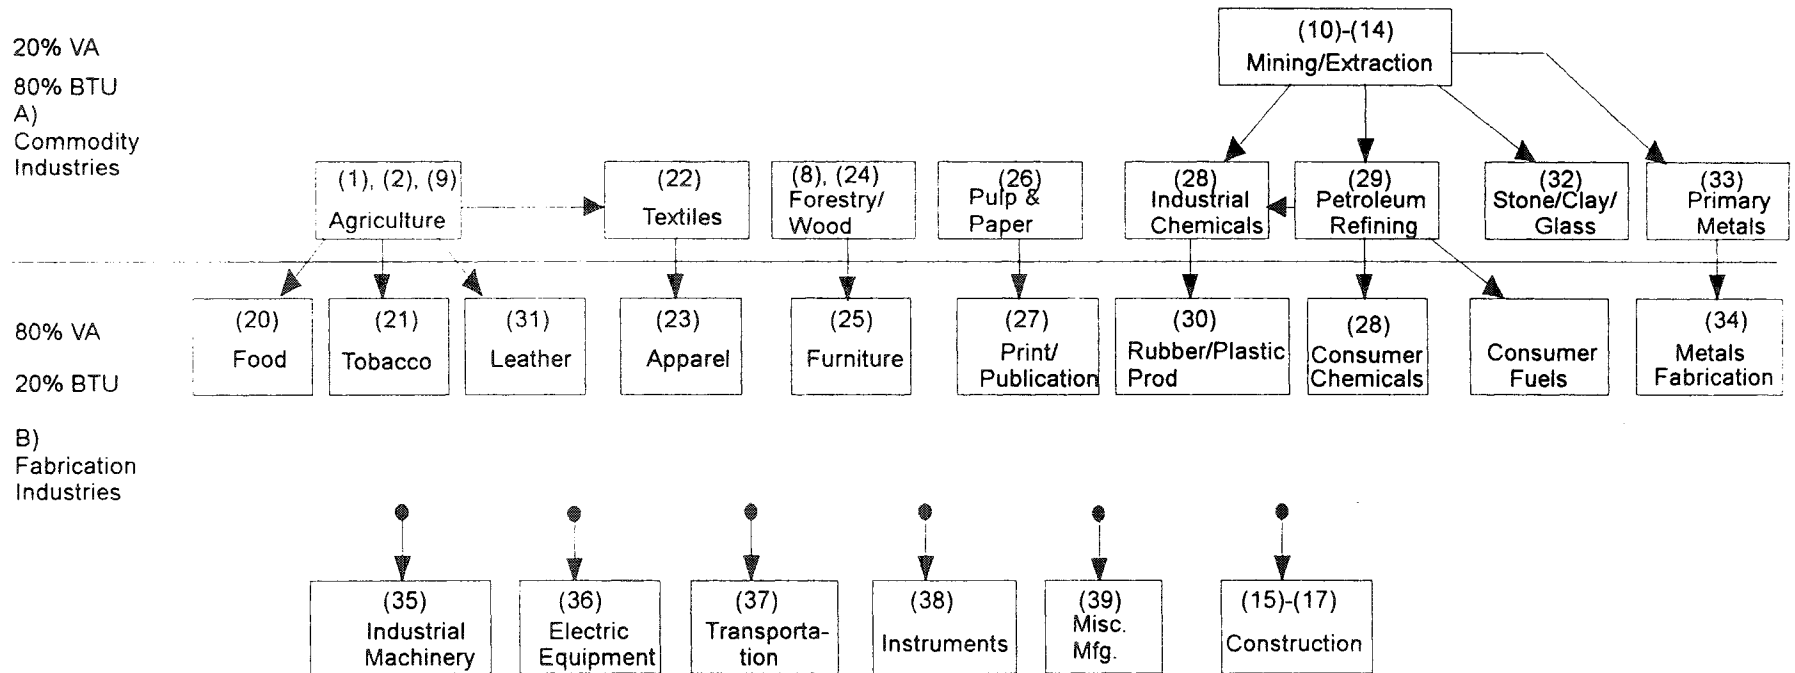 20% VA
80% BTU
A)
Commodity
Industries
(10)-(14)
Mining/Extraction
(1), (2), (9)
Agriculture
(22)
Textiles
(8), (24)
Forestry/
Wood
(26)
Pulp &
Paper
(28)
Industrial
Chemicals
(29)
Petroleum
Refining
(32)
Stone/Clay/
Glass
(33)
Primary
Metals
80% VA
20% BTU
B)
Fabrication
Industries
(20)
Food
(21)
Tobacco
(31)
Leather
(23)
Apparel
(25)
Furniture
(27)
Print/
Publication
(30)
Rubber/Plastic
Prod
(28)
Consumer
Chemicals
Consumer
Fuels
(34)
Metals
Fabrication
(35)
Industrial
Machinery
(36)
Electric
Equipment
(37)
Transporta-
tion
(38)
Instruments
(39)
Misc.
Mfg.
(15)-(17)
Construction